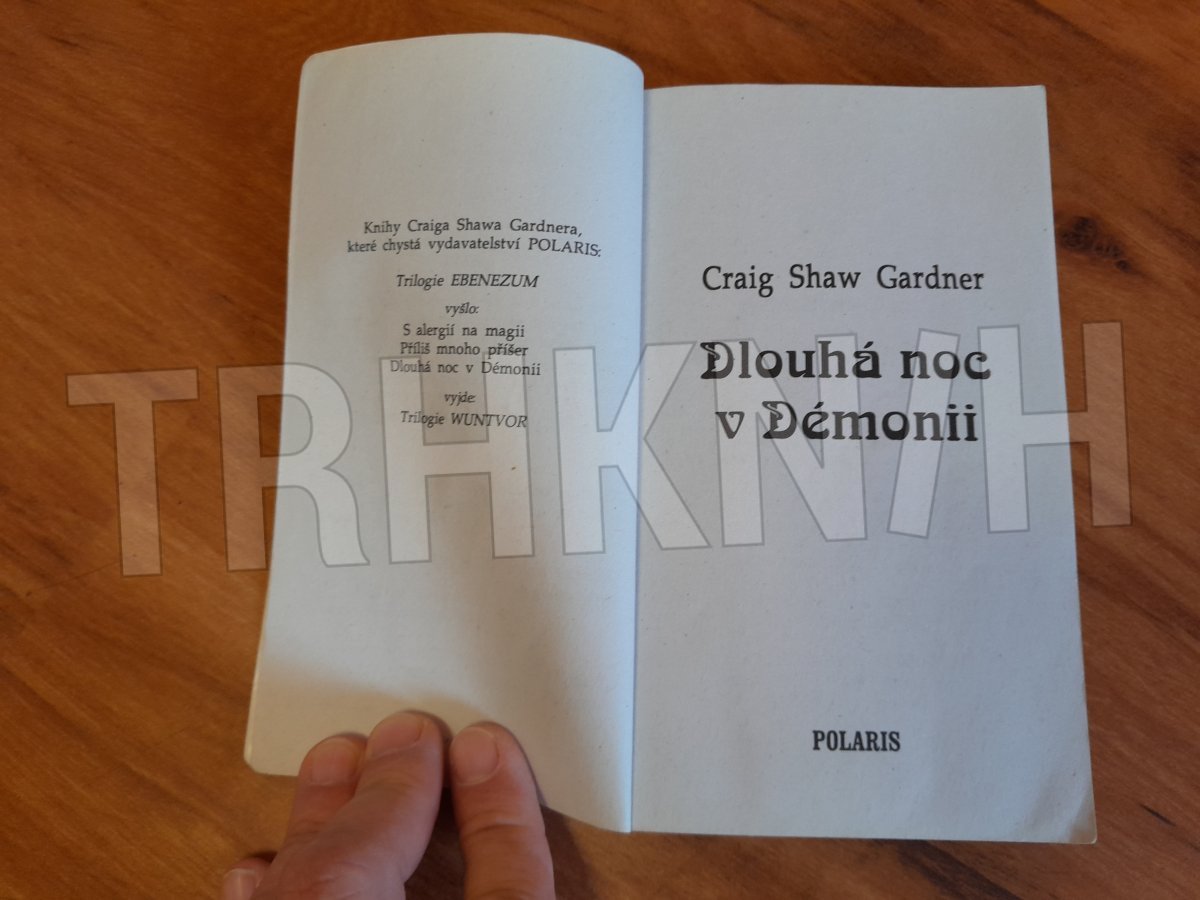 Knihy Craiga Shawa Gardnera,
které chystá vydavatelství POLARIS:
Trilogie EBENEZUM
vyšlo:
S alergií na magii
Příliš mnoho příšer
Dlouhá noc v Démonii
vyjde:
Trilogie WUNTVOR
Craig Shaw Gardner
Dlouhá noc
v Démonii
POLARIS
TRHKNIH